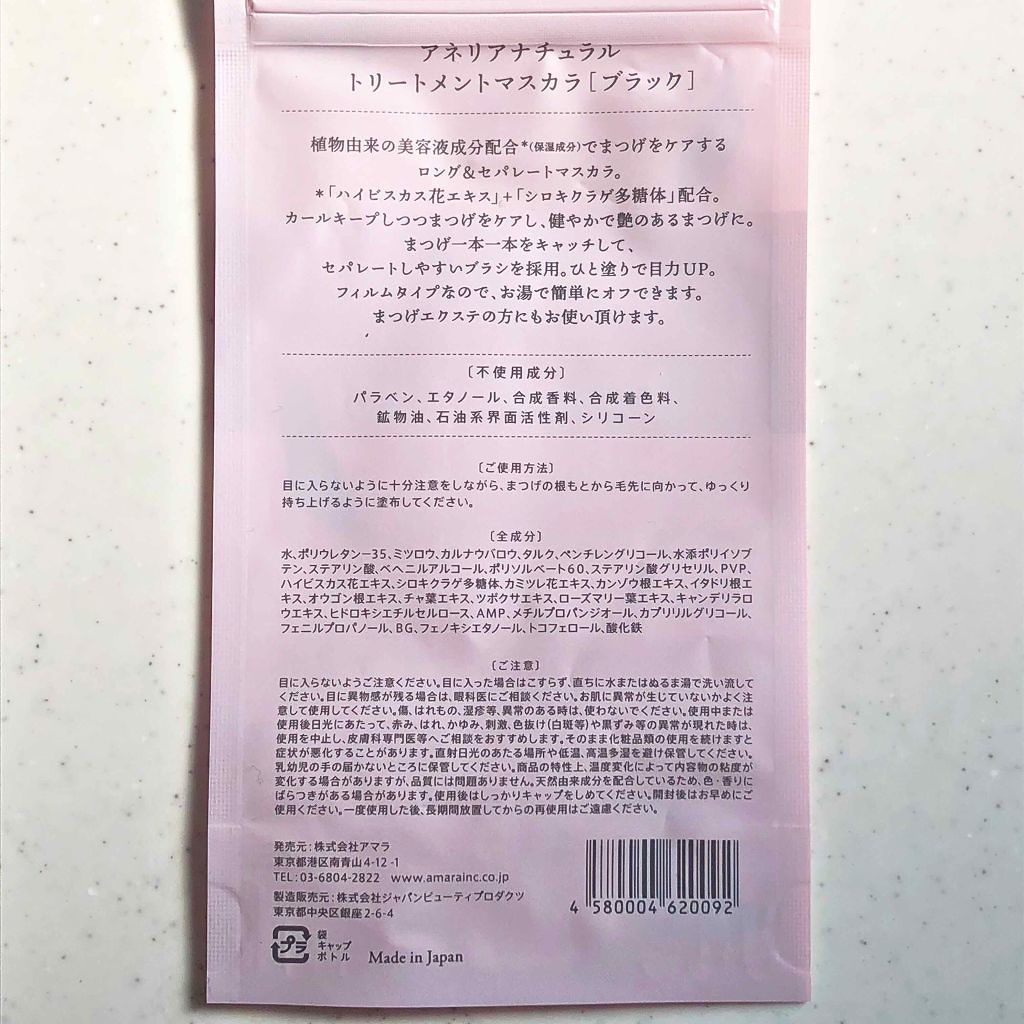 アネリアナチュラル
トリートメントマスカラ［ブラック］
植物由来の美容液成分配合*(保湿成分)でまつげをケアする
ロング&セパレートマスカラ。
*「ハイビスカス花エキス」+「シロキクラゲ多糖体」配合。
カールキープしつつまつげをケアし、健やかで艶のあるまつげに。
まつげ一本一本をキャッチして、
セパレートしやすいブラシを採用。ひと塗りで目力UP。
フィルムタイプなので、お湯で簡単にオフできます。
まつげエクステの方にもお使い頂けます。
〔不使用成分〕
パラベン、エタノール、合成香料、合成着色料、
鉱物油、石油系界面活性剤、シリコーン
〔ご使用方法〕
目に入らないように十分注意をしながら、まつげの根もとから毛先に向かって、ゆっくり
持ち上げるように塗布してください。
〔全成分〕
水、ポリウレタン－35、ミツロウ、カルナウバロウ、タルク、ペンチレングリコール、水添ポリイソブ
テン、ステアリン酸、ベヘニルアルコール、ポリソルベート60、ステアリン酸グリセリル、PVP、
ハイビスカス花エキス、シロキクラゲ多糖体、カミツレ花エキス、カンゾウ根エキス、イタドリ根エ
キス、オウゴン根エキス、チャ葉エキス、ツボクサエキス、ローズマリー葉エキス、キャンデリラロ
ウエキス、ヒドロキシエチルセルロース、AMP、メチルプロパンジオール、カプリリルグリコール、
フェニルプロパノール、BG、フェノキシエタノール、トコフェロール、酸化鉄
〔ご注意〕
目に入らないようご注意ください。目に入った場合はこすらず、直ちに水またはぬるま湯で洗い流して
ください。目に異物感が残る場合は、眼科医にご相談ください。お肌に異常が生じていないかよく注
意して使用してください。傷、はれもの、湿疹等、異常のある時は、使わないでください。使用中または
使用後日光にあたって、赤み、はれ、かゆみ、刺激、色抜け(白斑等)や黒ずみ等の異常が現れた時は、
使用を中止し、皮膚科専門医等へご相談をおすすめします。そのまま化粧品類の使用を続けますと
症状が悪化することがあります。直射日光のあたる場所や低温、高温多湿を避け保管してください。
乳幼児の手の届かないところに保管してください。商品の特性上、温度変化によって内容物の粘度が
変化する場合がありますが、品質には問題ありません。天然由来成分を配合しているため、色・香りに
ばらつきがある場合があります。使用後はしっかりキャップをしめてください。開封後はお早めにご
使用ください。一度使用した後、長期間放置してからの再使用はご遠慮ください。
発売元:株式会社アマラ
東京都港区南青山4-12-1
TEL:03-6804-2822 www.amarainc.co.jp
製造販売元:株式会社ジャパンビューティプロダクツ
東京都中央区銀座2-6-4
4 580004 620092
プラ
袋
キャップ
ボトル
Made in Japan